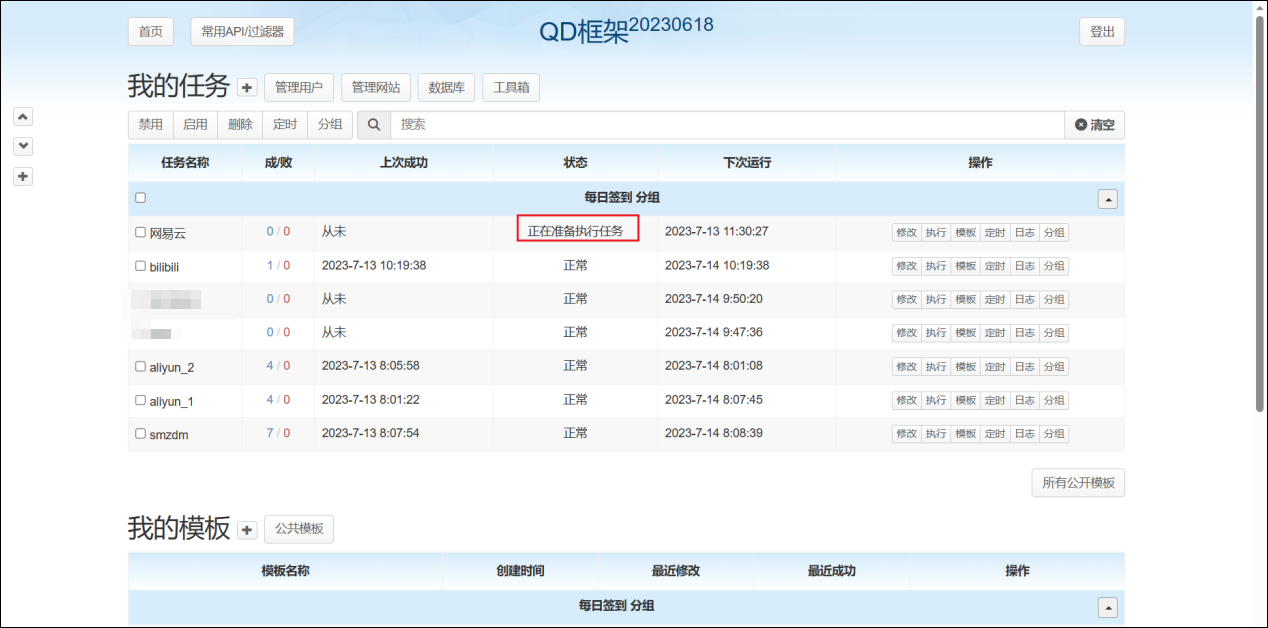 首页 常用API/过滤器 QD框架20230618 登出
我的任务 管理用户 管理网站 数据库 工具箱
禁用 启用 删除 定时 分组 搜索 清空
任务名称 成/败 上次成功 状态 下次运行 操作
每日签到 分组
网易云 0 / 0 从未 正在准备执行任务 2023-7-13 11:30:27 修改 执行 模板 定时 日志 分组
bilibili 1 / 0 2023-7-13 10:19:38 正常 2023-7-14 10:19:38 修改 执行 模板 定时 日志 分组
0 / 0 从未 正常 2023-7-14 9:50:20 修改 执行 模板 定时 日志 分组
0 / 0 从未 正常 2023-7-14 9:47:36 修改 执行 模板 定时 日志 分组
aliyun_2 4 / 0 2023-7-13 8:05:58 正常 2023-7-14 8:01:08 修改 执行 模板 定时 日志 分组
aliyun_1 4 / 0 2023-7-13 8:01:22 正常 2023-7-14 8:07:45 修改 执行 模板 定时 日志 分组
smzdm 7 / 0 2023-7-13 8:07:54 正常 2023-7-14 8:08:39 修改 执行 模板 定时 日志 分组
所有公开模板
我的模板 公共模板
模板名称 创建时间 最近修改 最近成功 操作
每日签到 分组